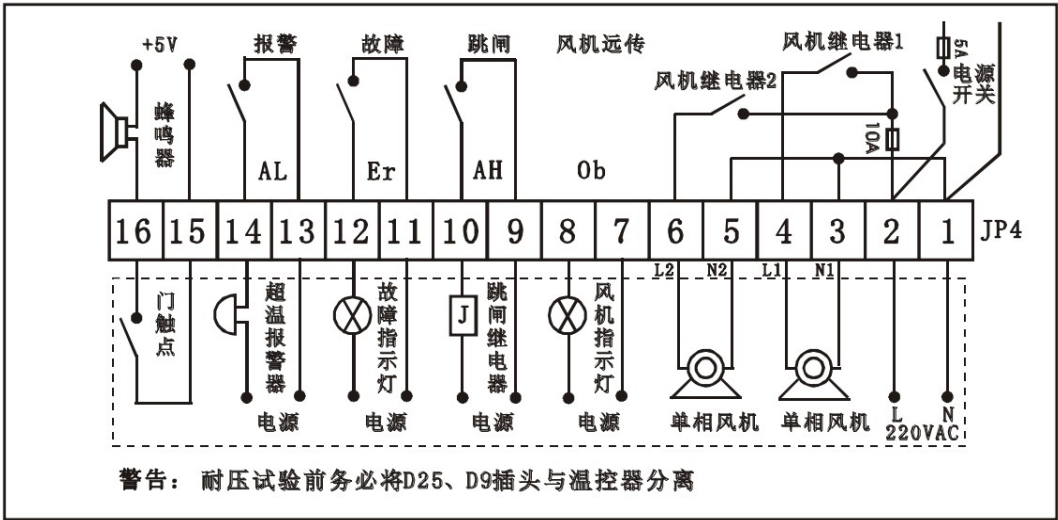 +5V
报警
故障
跳闸
风机远传
风机继电器1
风机继电器2
5A
电源
开关
10A
蜂鸣器
AL
Er
AH
Ob
16 15 14 13 12 11 10 9 8 7 6 5 4 3 2 1 JP4
L2 N2 L1 N1
门触点
超温报警器
故障指示灯
J
跳闸继电器
风机指示灯
电源
电源
电源
电源
单相风机
单相风机
L N
220VAC
警告： 耐压试验前务必将D25、D9插头与温控器分离